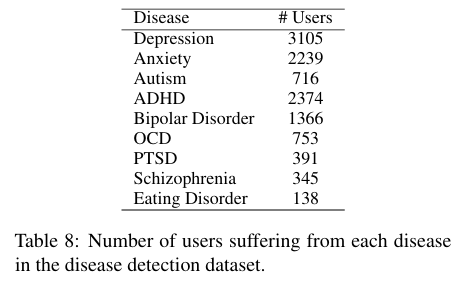 Disease # Users
Depression 3105
Anxiety 2239
Autism 716
ADHD 2374
Bipolar Disorder 1366
OCD 753
PTSD 391
Schizophrenia 345
Eating Disorder 138
Table 8: Number of users suffering from each disease
in the disease detection dataset.